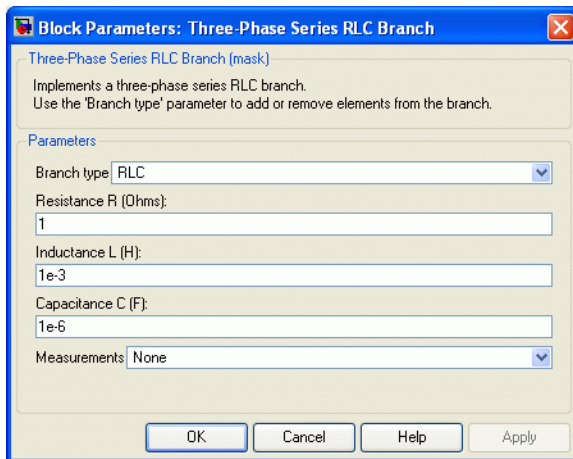 Block Parameters: Three-Phase Series RLC Branch
Three-Phase Series RLC Branch (mask)
Implements a three-phase series RLC branch.
Use the 'Branch type' parameter to add or remove elements from the branch.
Parameters
Branch type RLC
Resistance R (Ohms):
1
Inductance L (H):
1e-3
Capacitance C (F):
1e-6
Measurements None
OK Cancel Help Apply